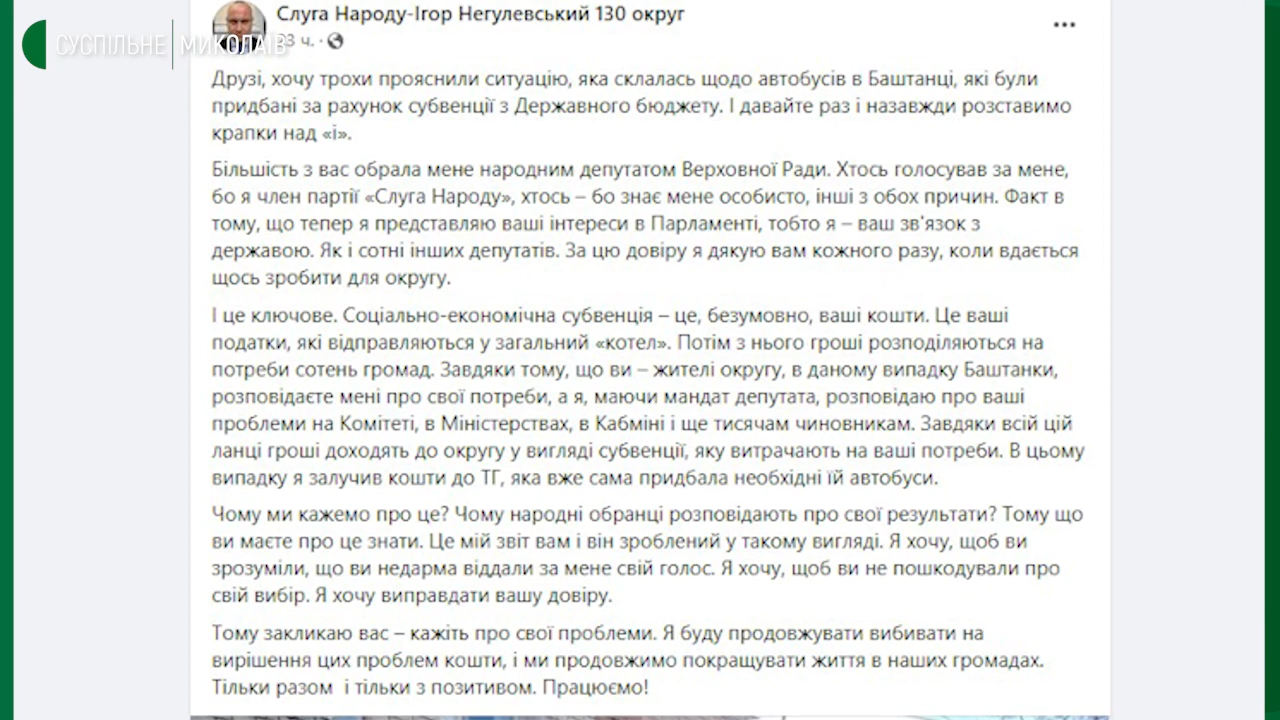 Слуга Народу-Ігор Негулевський 130 округ
СУСПІЛЬНЕ МИКОЛАЇВ
ч. ·
Друзі, хочу трохи прояснили ситуацію, яка склалась щодо автобусів в Баштанці, які були
придбані за рахунок субвенції з Державного бюджету. І давайте раз і назавжди розставимо
крапки над «і».
Більшість з вас обрала мене народним депутатом Верховної Ради. Хтось голосував за мене,
бо я член партії «Слуга Народу», хтось – бо знає мене особисто, інші з обох причин. Факт в
тому, що тепер я представляю ваші інтереси в Парламенті, тобто я – ваш зв'язок з
державою. Як і сотні інших депутатів. За цю довіру я дякую вам кожного разу, коли вдається
щось зробити для округу.
І це ключове. Соціально-економічна субвенція – це, безумовно, ваші кошти. Це ваші
податки, які відправляються у загальний «котел». Потім з нього гроші розподіляються на
потреби сотень громад. Завдяки тому, що ви – жителі округу, в даному випадку Баштанки,
розповідаєте мені про свої потреби, а я, маючи мандат депутата, розповідаю про ваші
проблеми на Комітеті, в Міністерствах, в Кабміні і ще тисячам чиновникам. Завдяки всій цій
ланці гроші доходять до округу у вигляді субвенції, яку витрачають на ваші потреби. В цьому
випадку я залучив кошти до ТГ, яка вже сама придбала необхідні їй автобуси.
Чому ми кажемо про це? Чому народні обранці розповідають про свої результати? Тому що
ви маєте про це знати. Це мій звіт вам і він зроблений у такому вигляді. Я хочу, щоб ви
зрозуміли, що ви недарма віддали за мене свій голос. Я хочу, щоб ви не пошкодували про
свій вибір. Я хочу виправдати вашу довіру.
Тому закликаю вас – кажіть про свої проблеми. Я буду продовжувати вибивати на
вирішення цих проблем кошти, і ми продовжимо покращувати життя в наших громадах.
Тільки разом і тільки з позитивом. Працюємо!